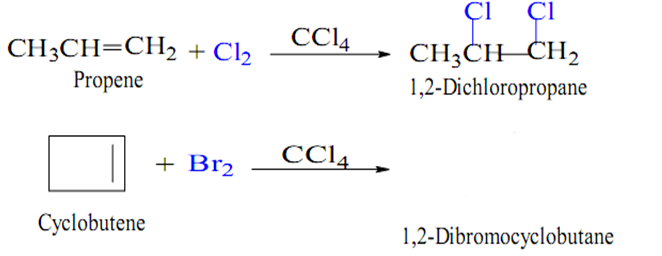 Cl Cl
CH₃CH=CH₂ + Cl₂ CCl₄ CH₃CH—CH₂
Propene 1,2-Dichloropropane
+ Br₂ CCl₄
Cyclobutene
1,2-Dibromocyclobutane